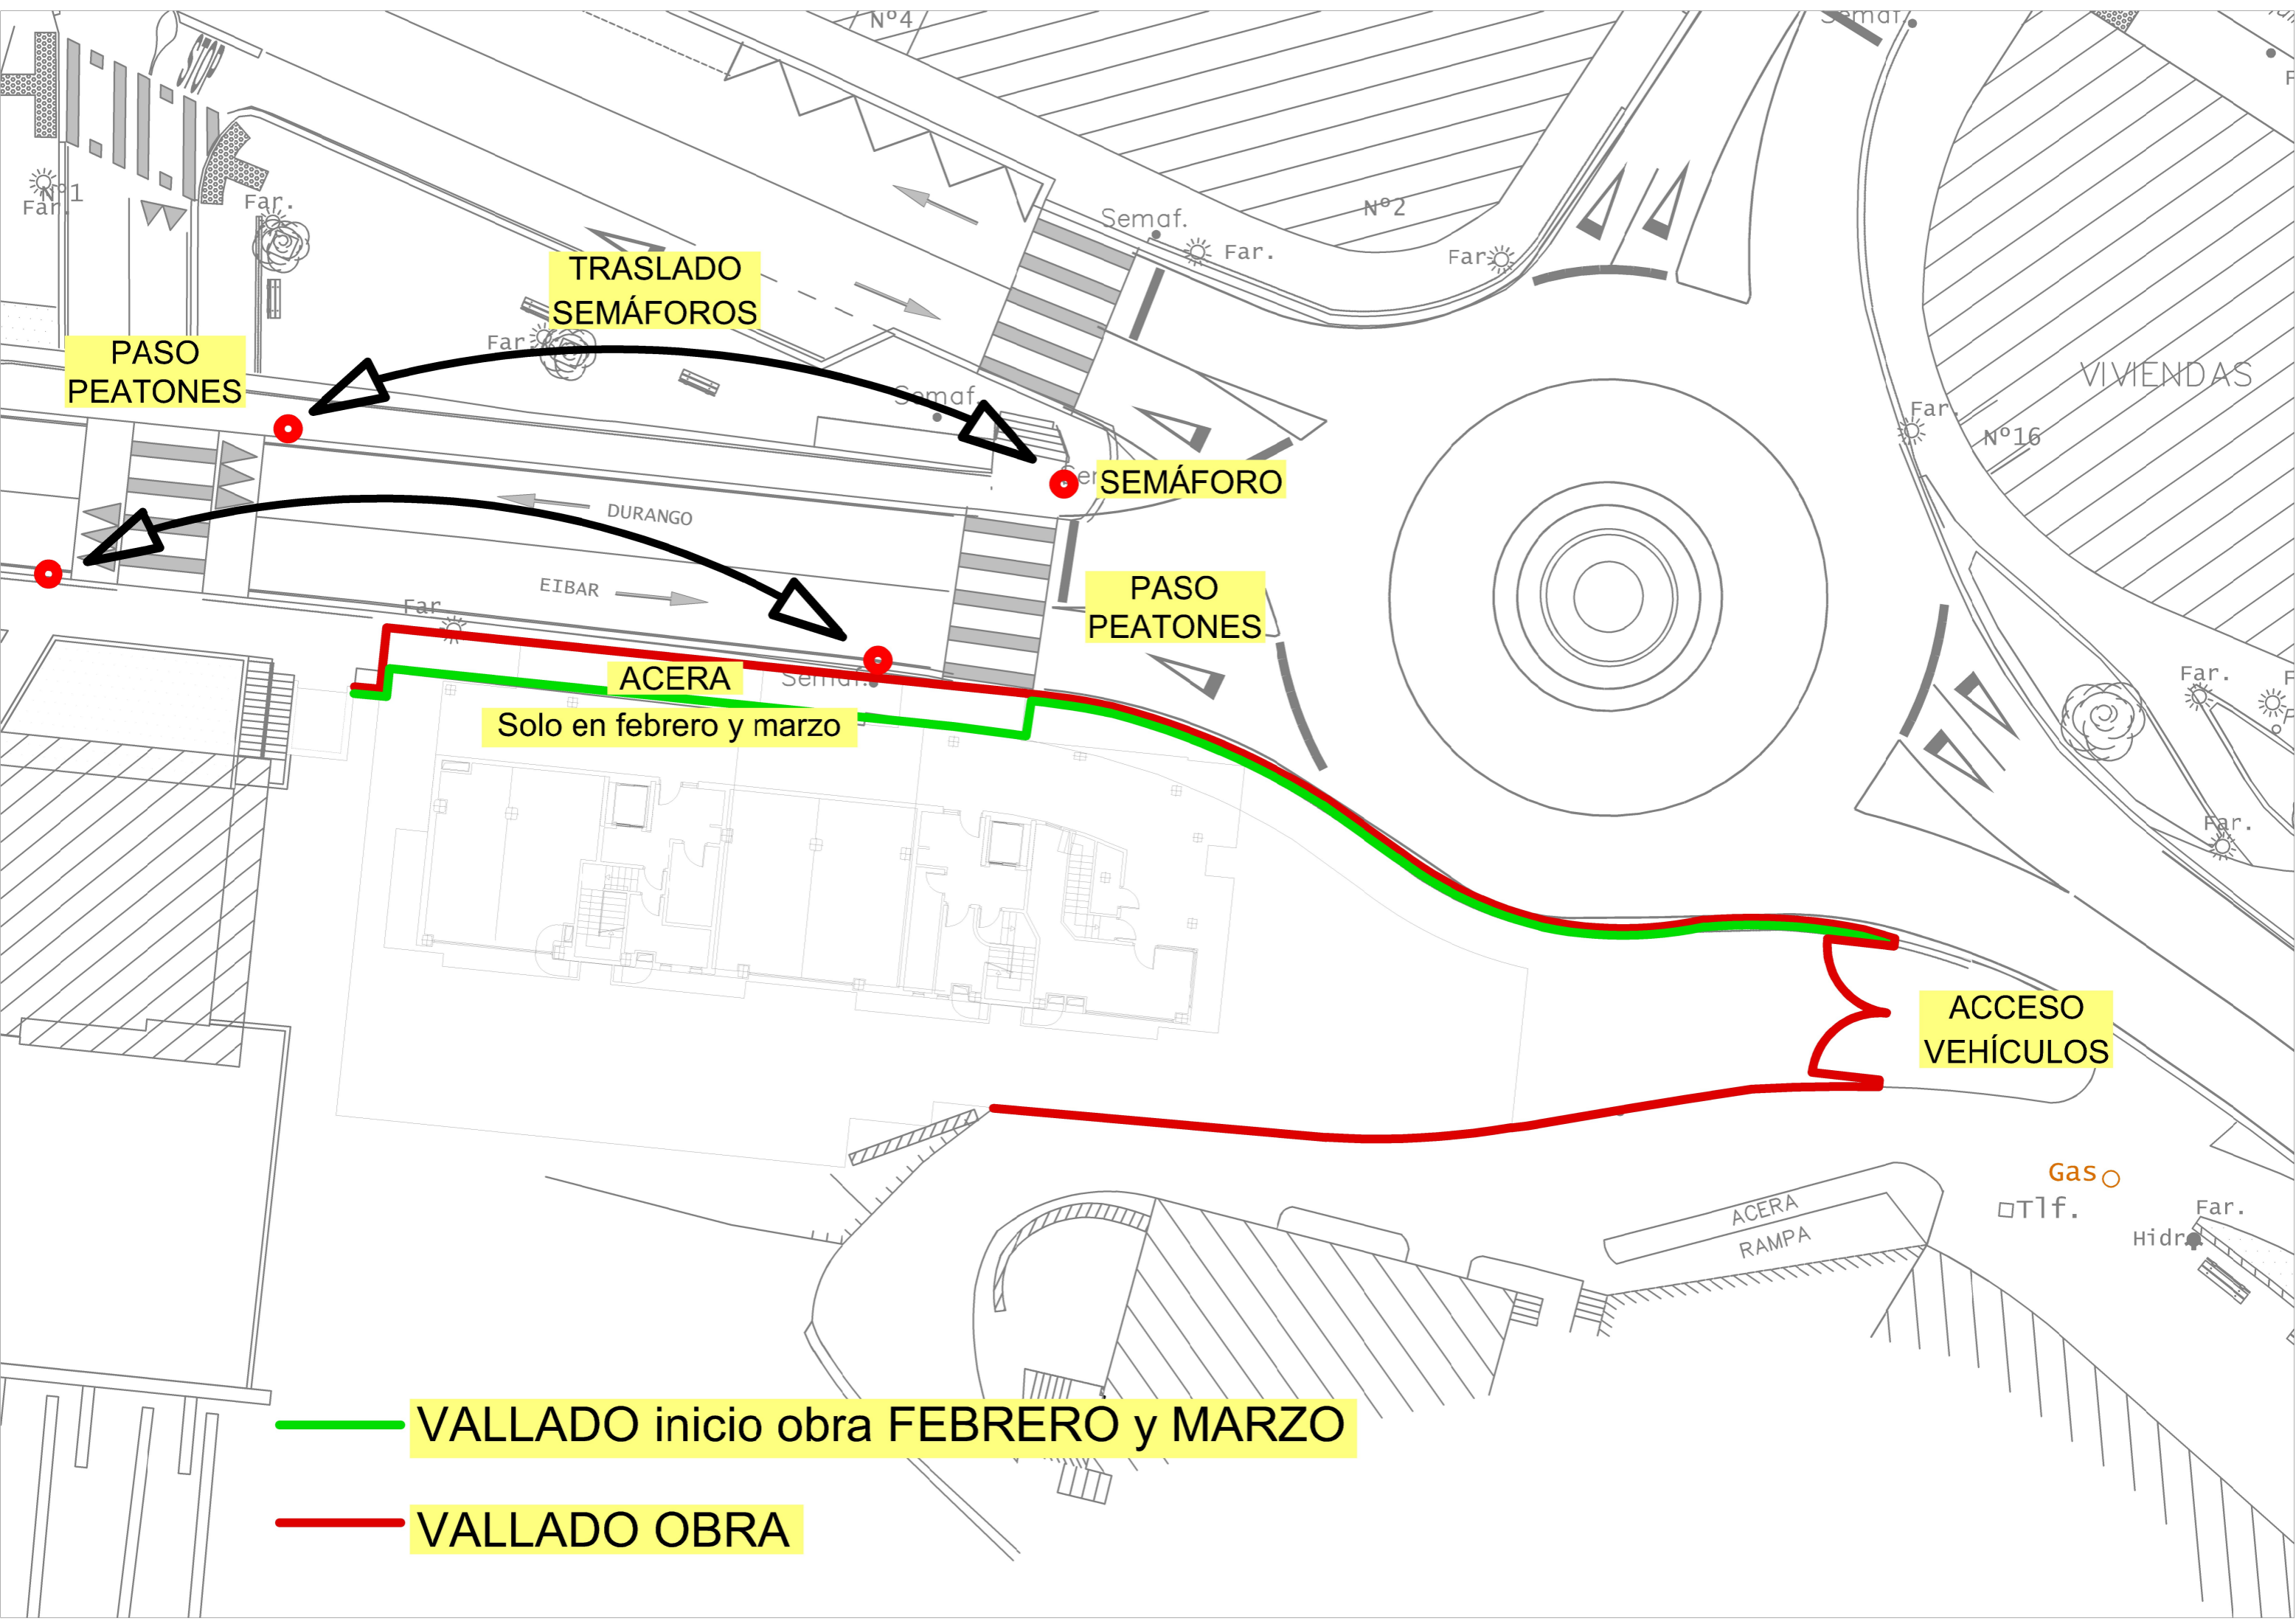 Nº4
Semaf.
Nº1
Far.
Far.
Nº2
Semaf.
Far.
Far.
TRASLADO
SEMÁFOROS
Far.
PASO
PEATONES
VIVIENDAS
Semaf.
Far.
Nº16
SEMÁFORO
DURANGO
EIBAR
PASO
PEATONES
Far.
ACERA
Semaf.
Solo en febrero y marzo
Far.
Far.
ACCESO
VEHÍCULOS
Gas
Tlf.
ACERA
RAMPA
Far.
Hidr.
VALLADO inicio obra FEBRERO y MARZO
VALLADO OBRA